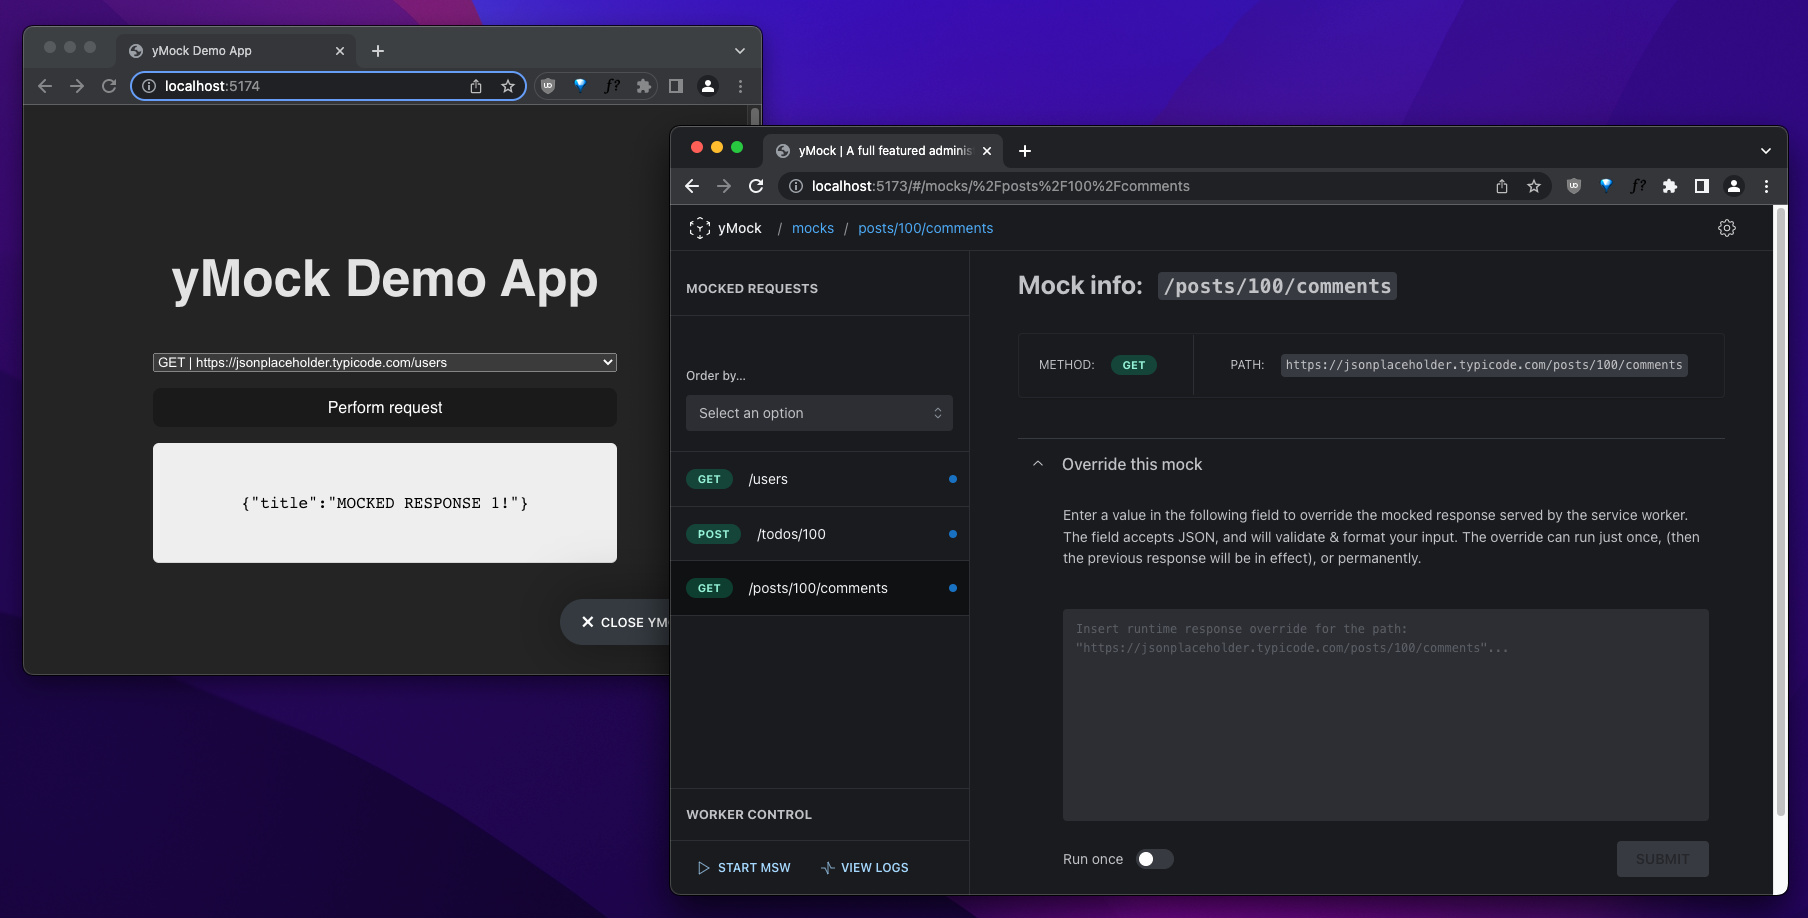 yMock Demo App
localhost:5174
yMock Demo App
GET | https://jsonplaceholder.typicode.com/users
Perform request
{"title":"MOCKED RESPONSE 1!"}
CLOSE YM
yMock | A full featured adminis
localhost:5173/#/mocks/%2Fposts%2F100%2Fcomments
yMock / mocks / posts/100/comments
MOCKED REQUESTS
Order by...
Select an option
GET /users
POST /todos/100
GET /posts/100/comments
WORKER CONTROL
START MSW VIEW LOGS
Mock info: /posts/100/comments
METHOD: GET PATH: https://jsonplaceholder.typicode.com/posts/100/comments
Override this mock
Enter a value in the following field to override the mocked response served by the service worker.
The field accepts JSON, and will validate & format your input. The override can run just once, (then
the previous response will be in effect), or permanently.
Insert runtime response override for the path:
"https://jsonplaceholder.typicode.com/posts/100/comments"...
Run once
SUBMIT